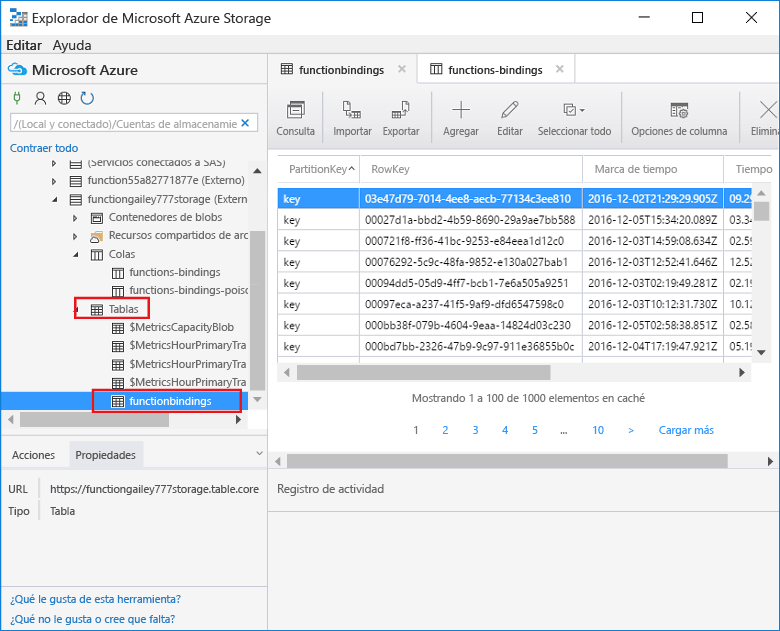 Explorador de Microsoft Azure Storage
Editar Ayuda
Microsoft Azure
/(Local y conectado)/Cuentas de almacenamie
Contraer todo
(Servicios conectados a SAS)
function55a82771877e (Externo)
functiongailey777storage (Extern
Contenedores de blobs
Recursos compartidos de arc
Colas
functions-bindings
functions-bindings-poiso
Tablas
$MetricsCapacityBlob
$MetricsHourPrimaryTra
$MetricsHourPrimaryTra
$MetricsHourPrimaryTra
functionbindings
Acciones Propiedades
URL https://functiongailey777storage.table.core
Tipo Tabla
¿Qué le gusta de esta herramienta?
¿Qué no le gusta o cree que falta?
functionbindings functions-bindings
Consulta Importar Exportar Agregar Editar Seleccionar todo Opciones de columna Elimina
PartitionKey RowKey Marca de tiempo Tiempo
key 03e47d79-7014-4ee8-aecb-77134c3ee810 2016-12-02T21:29:29.905Z 09.29
key 00027d1a-bbd2-4b59-8690-29a9ae7bb588 2016-12-05T15:34:20.089Z 03.34
key 000721f8-ff36-41bc-9253-e84eea1d12c0 2016-12-03T14:59:08.634Z 02.59
key 00076292-5c9c-48fa-9852-e130a027bab1 2016-12-03T12:52:41.646Z 12.52
key 00094dd5-05d9-4ff7-bcb1-7e6a505a9251 2016-12-03T02:19:49.281Z 02.19
key 00097eca-a237-41f5-9af9-dfd6547598c0 2016-12-03T10:12:31.730Z 10.12
key 000bb38f-079b-4604-9eaa-14824d03c230 2016-12-05T02:58:38.851Z 02.58
key 000bd7bb-2326-47b9-9c97-911e36855b0c 2016-12-04T17:19:47.921Z 05.19
Mostrando 1 a 100 de 1000 elementos en caché
1 2 3 4 5 ... 10 > Cargar más
Registro de actividad